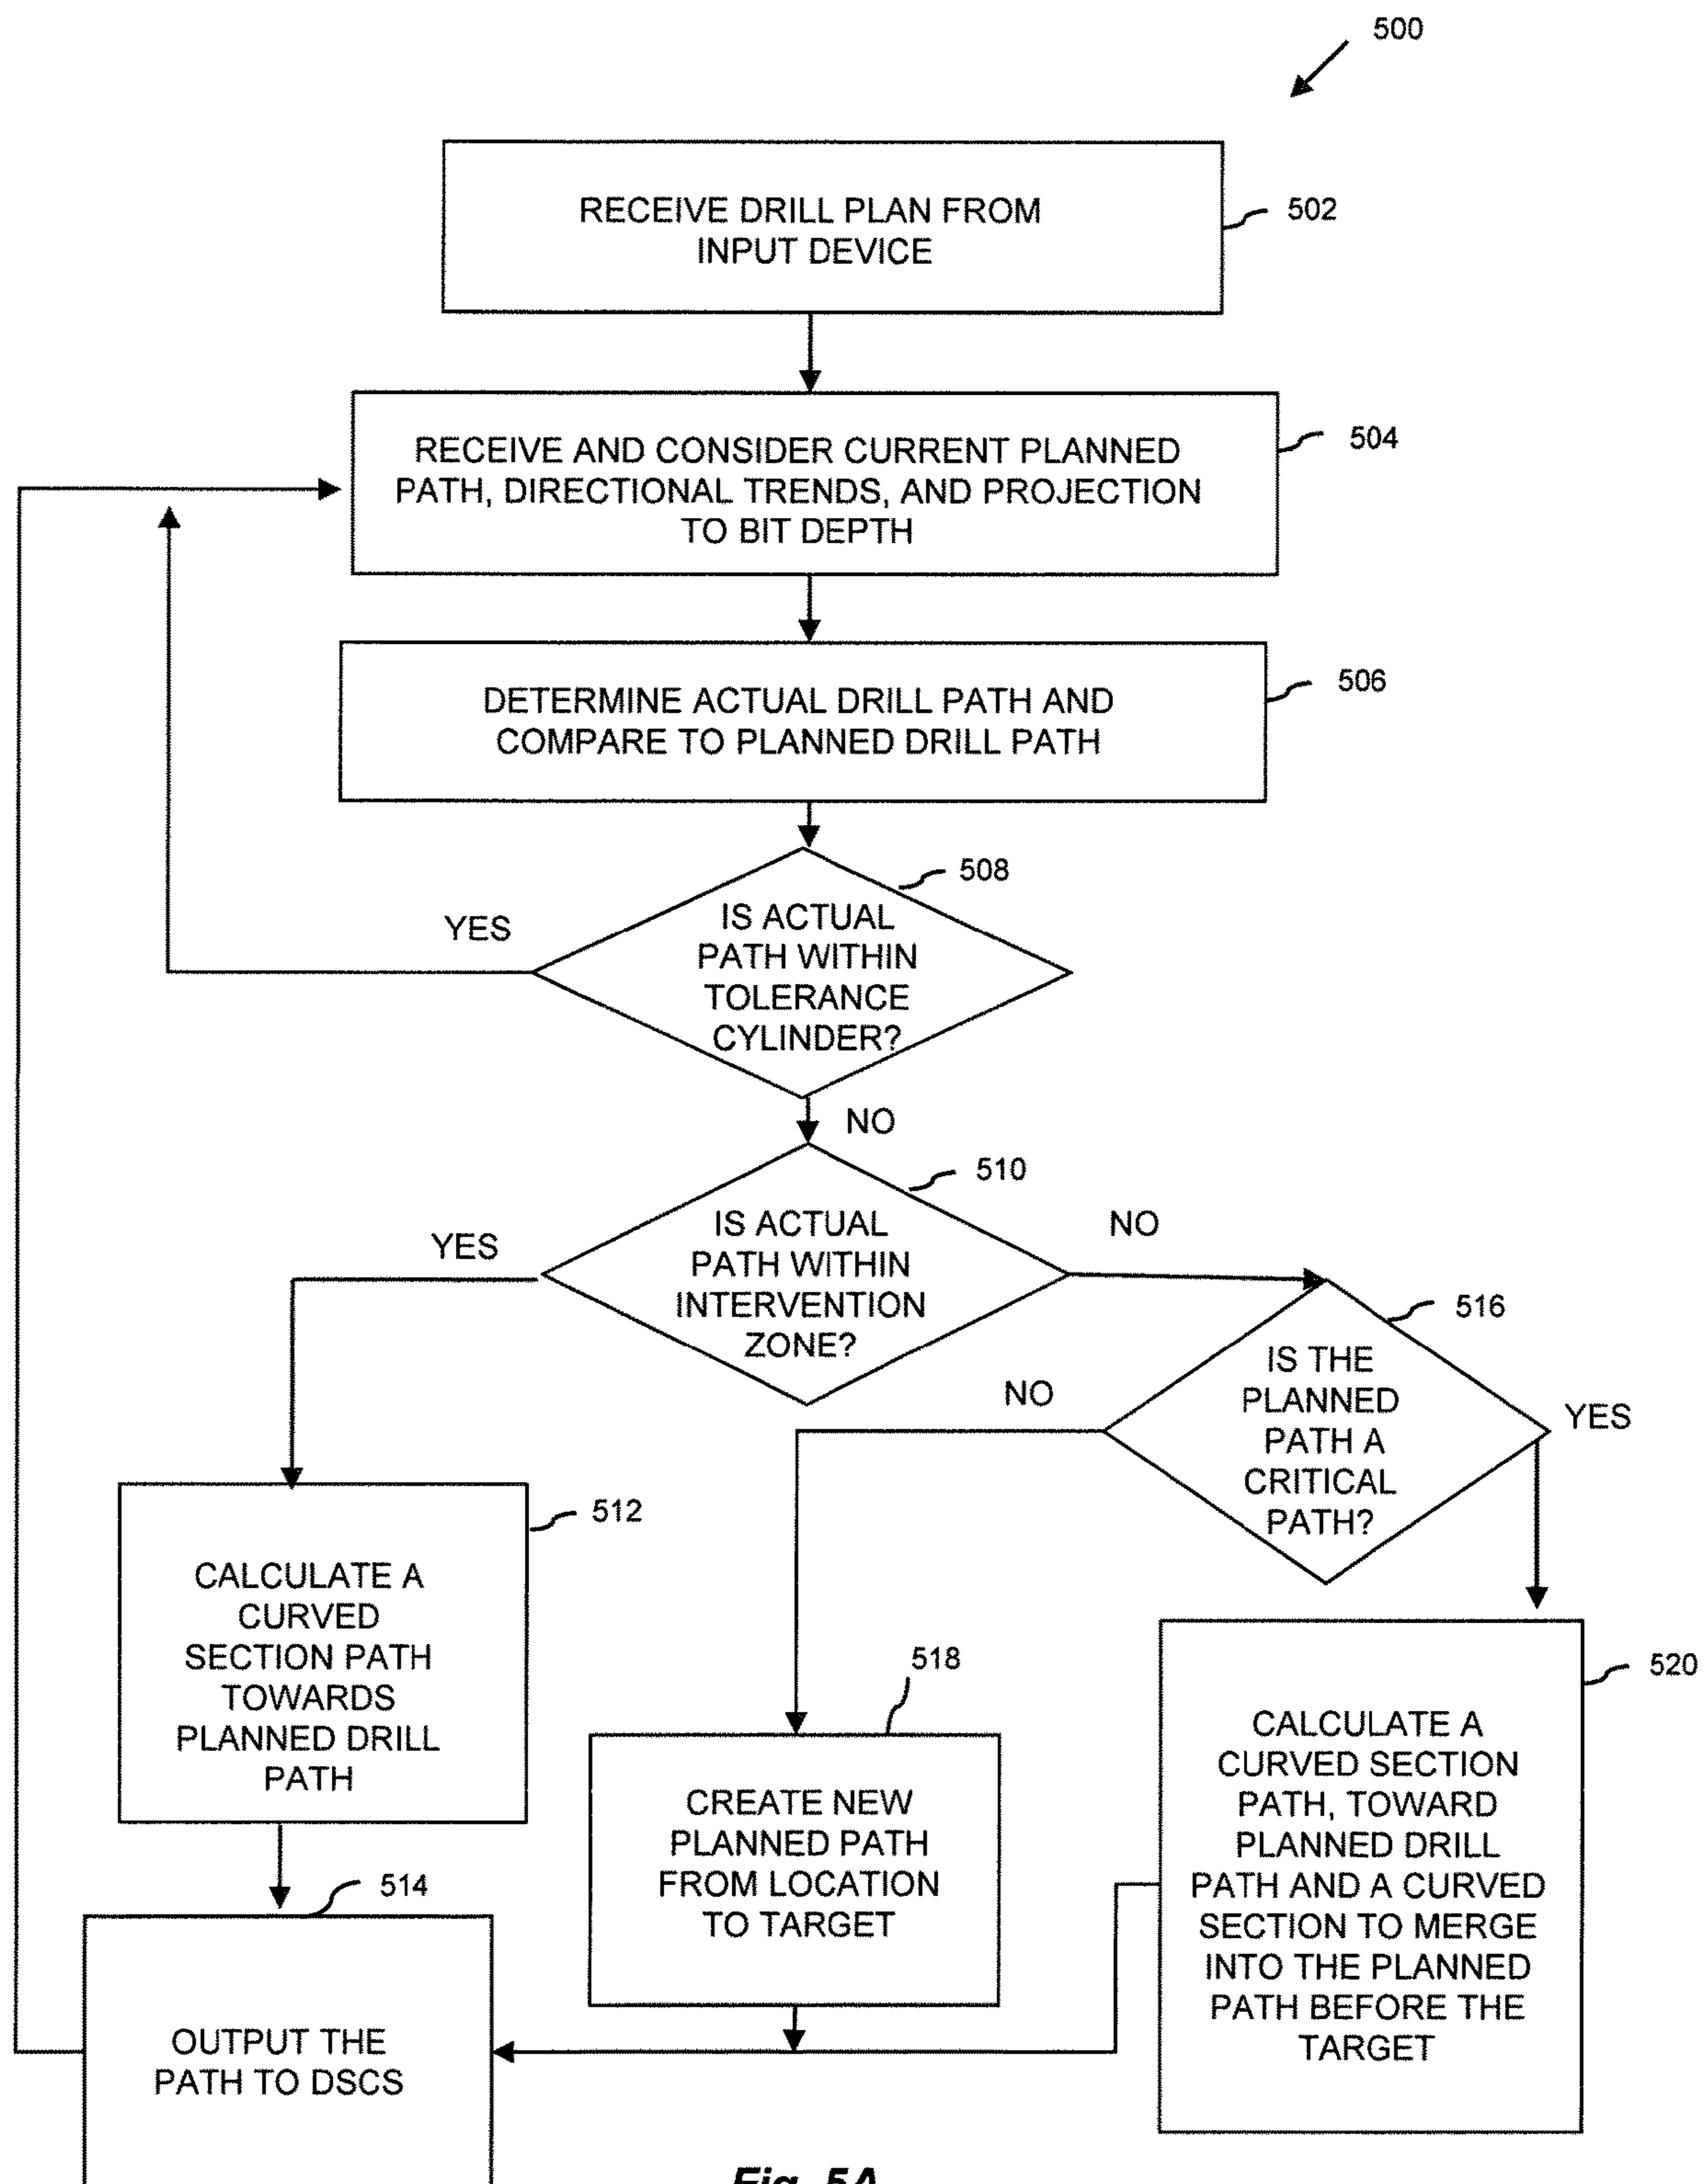 500
RECEIVE DRILL PLAN FROM
INPUT DEVICE
502
RECEIVE AND CONSIDER CURRENT PLANNED
PATH, DIRECTIONAL TRENDS, AND PROJECTION
TO BIT DEPTH
504
DETERMINE ACTUAL DRILL PATH AND
COMPARE TO PLANNED DRILL PATH
506
508
YES
IS ACTUAL
PATH WITHIN
TOLERANCE
CYLINDER?
NO
510
YES
IS ACTUAL
PATH WITHIN
INTERVENTION
ZONE?
NO
516
NO
IS THE
PLANNED
PATH A
CRITICAL
PATH?
YES
512
CALCULATE A
CURVED
SECTION PATH
TOWARDS
PLANNED DRILL
PATH
518
CREATE NEW
PLANNED PATH
FROM LOCATION
TO TARGET
520
CALCULATE A
CURVED SECTION
PATH, TOWARD
PLANNED DRILL
PATH AND A CURVED
SECTION TO MERGE
INTO THE PLANNED
PATH BEFORE THE
TARGET
514
OUTPUT THE
PATH TO DSCS
Fig. 5A